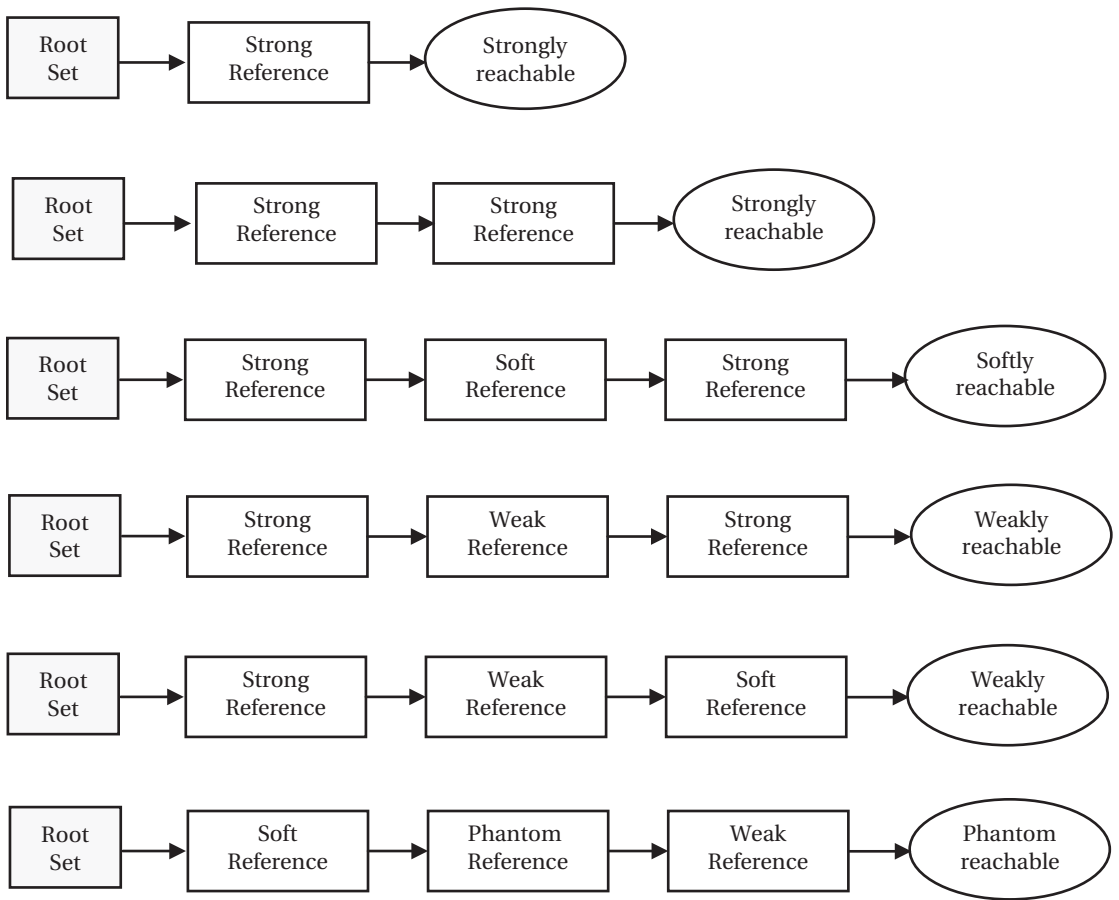 Root
Set
Strong
Reference
Strongly
reachable
Root
Set
Strong
Reference
Strong
Reference
Strongly
reachable
Root
Set
Strong
Reference
Soft
Reference
Strong
Reference
Softly
reachable
Root
Set
Strong
Reference
Weak
Reference
Strong
Reference
Weakly
reachable
Root
Set
Strong
Reference
Weak
Reference
Soft
Reference
Weakly
reachable
Root
Set
Soft
Reference
Phantom
Reference
Weak
Reference
Phantom
reachable